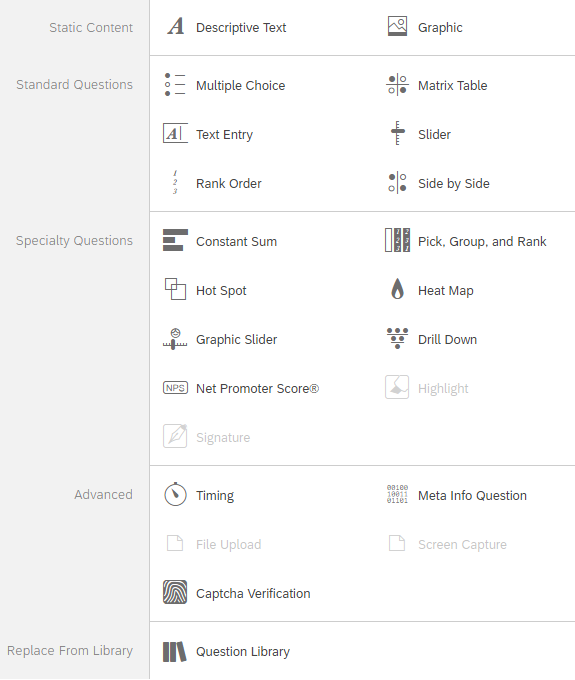 Static Content
Descriptive Text
Graphic
Standard Questions
Multiple Choice
Matrix Table
Text Entry
Slider
Rank Order
Side by Side
Specialty Questions
Constant Sum
Pick, Group, and Rank
Hot Spot
Heat Map
Graphic Slider
Drill Down
NPS
Net Promoter Score®
Highlight
Signature
Advanced
Timing
00100
10011
01101
Meta Info Question
File Upload
Screen Capture
Captcha Verification
Replace From Library
Question Library